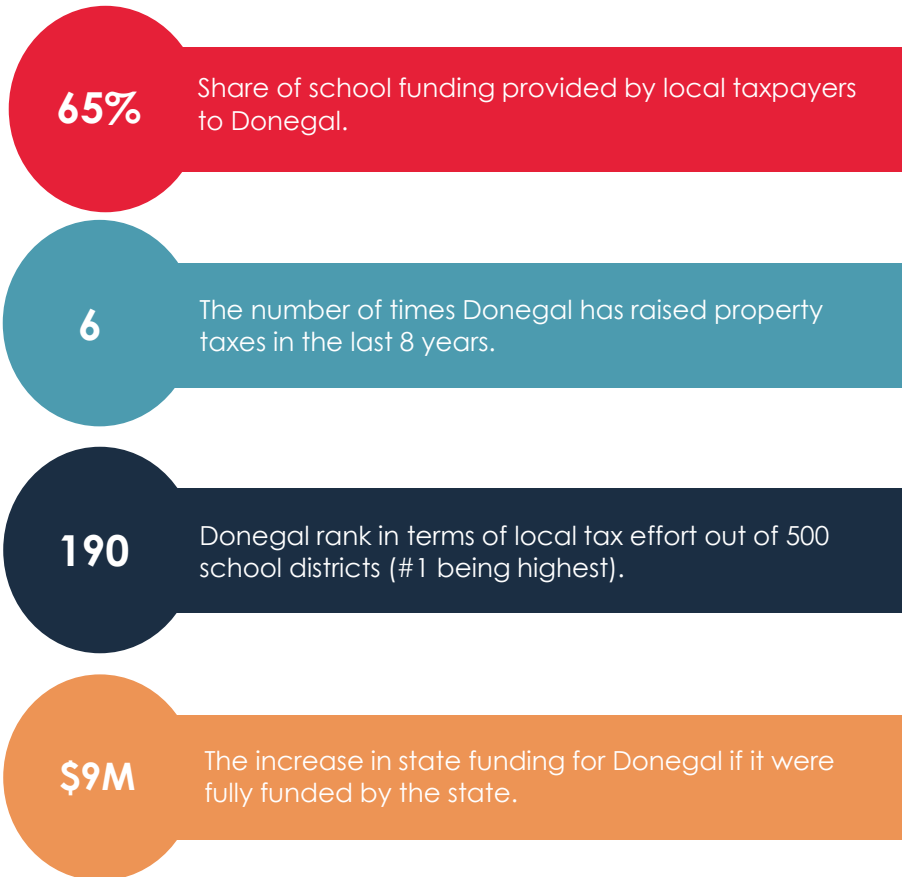 65%
Share of school funding provided by local taxpayers
to Donegal.
6
The number of times Donegal has raised property
taxes in the last 8 years.
190
Donegal rank in terms of local tax effort out of 500
school districts (#1 being highest).
$9M
The increase in state funding for Donegal if it were
fully funded by the state.